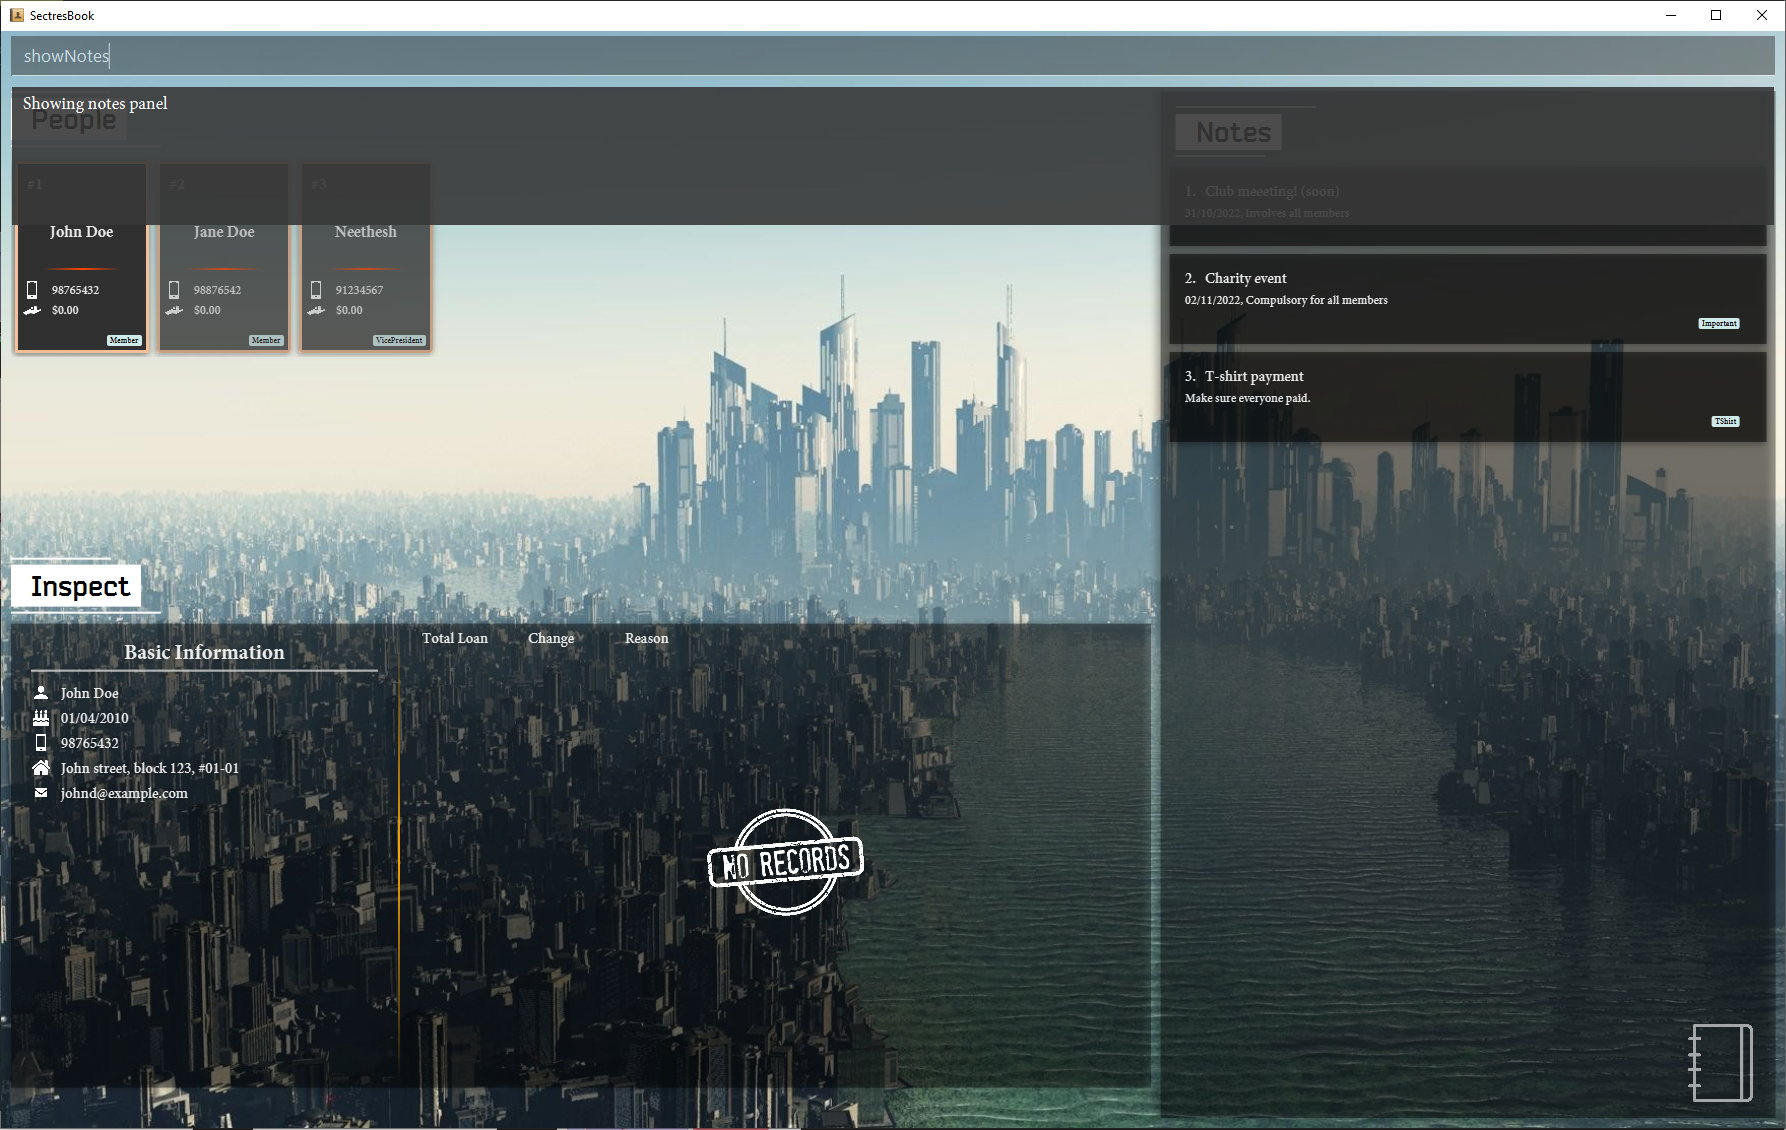 SectresBook
showNotes
Showing notes panel
People
#1
John Doe
98765432
$0.00
Member
#2
Jane Doe
98876542
$0.00
Member
#3
Neethesh
91234567
$0.00
VicePresident
Notes
1. Club meeeting! (soon)
31/10/2022, involves all members
2. Charity event
02/11/2022, Compulsory for all members
Important
3. T-shirt payment
Make sure everyone paid.
TShirt
Inspect
Basic Information
John Doe
01/04/2010
98765432
John street, block 123, #01-01
johnd@example.com
Total Loan Change Reason
NO RECORDS